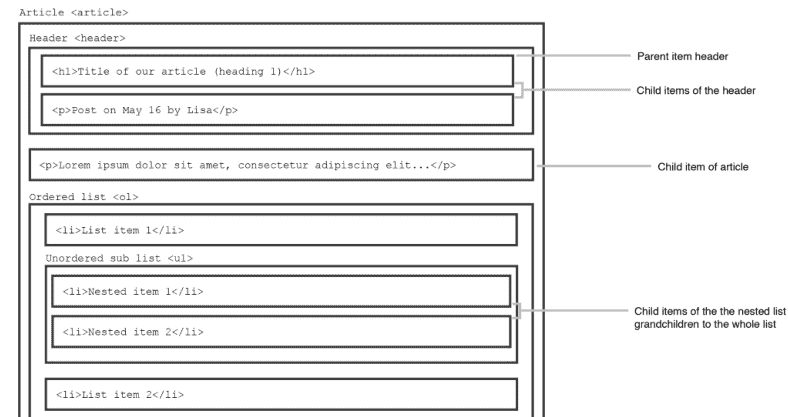 Article <article>
Header <header>
<h1>Title of our article (heading 1)</h1>
Parent item header
Child items of the header
<p>Post on May 16 by Lisa</p>
<p>Lorem ipsum dolor sit amet, consectetur adipiscing elit...</p>
Child item of article
Ordered list <ol>
<li>List item 1</li>
Unordered sub list <ul>
<li>Nested item 1</li>
Child items of the the nested list
grandchildren to the whole list
<li>Nested item 2</li>
<li>List item 2</li>